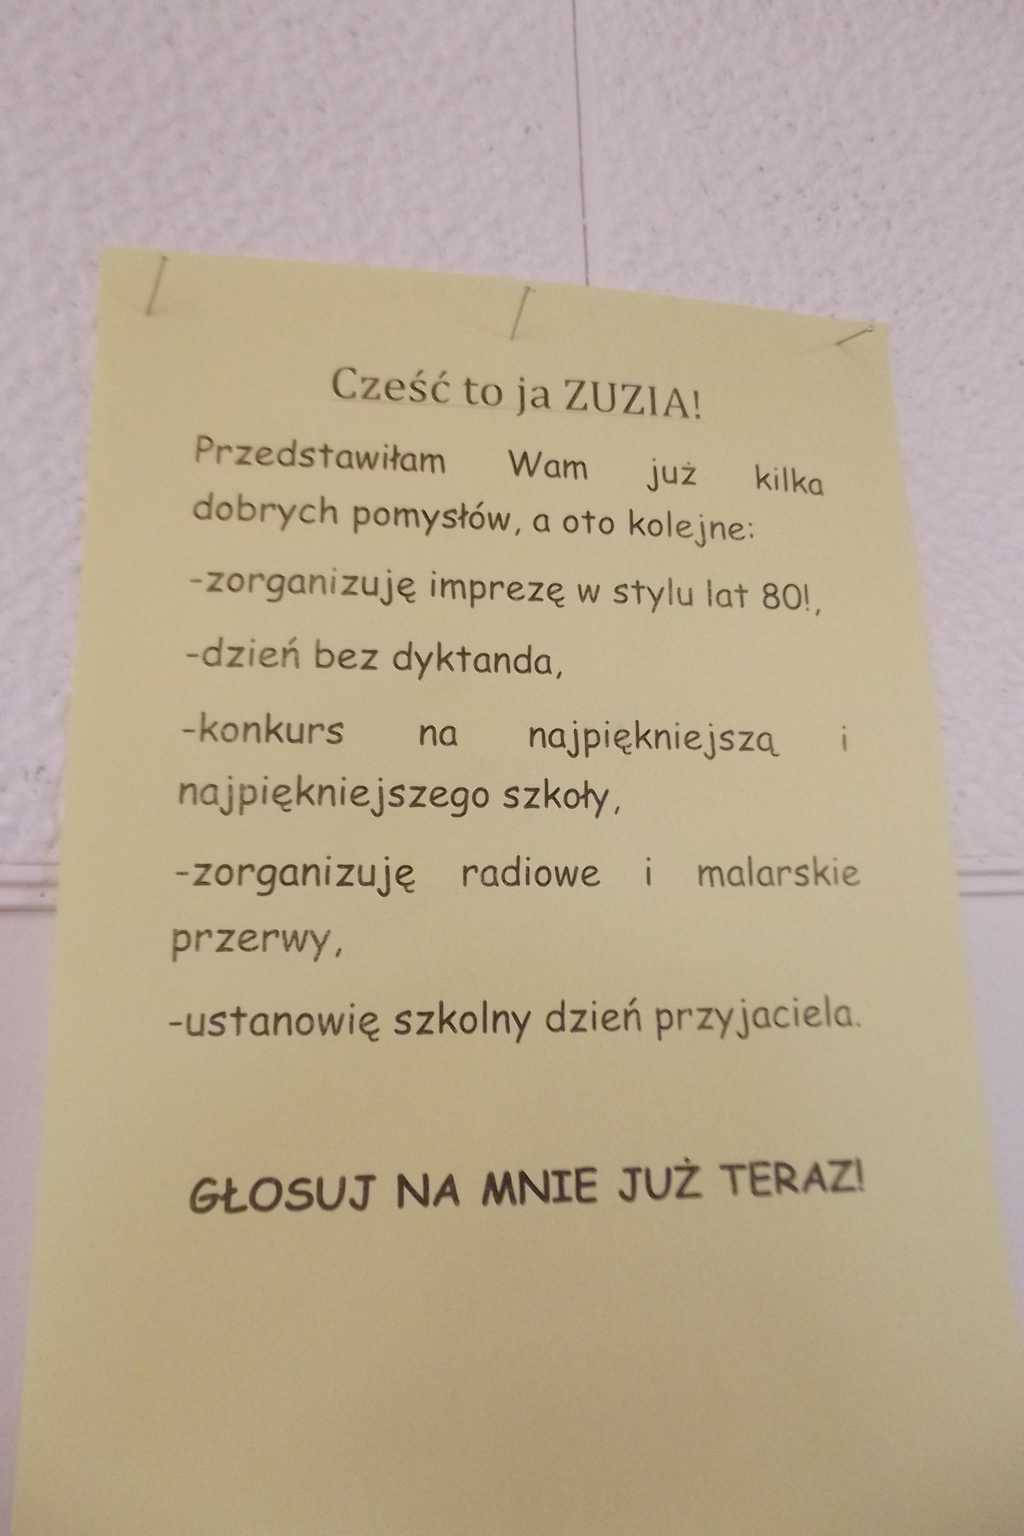 Cześć to ja ZUZIA!
Przedstawiłam Wam już kilka
dobrych pomysłów, a oto kolejne:
-zorganizuję imprezę w stylu lat 80!,
-dzień bez dyktanda,
-konkurs na najpiękniejszą i
najpiękniejszego szkoły,
-zorganizuję radiowe i malarskie
przerwy,
-ustanowię szkolny dzień przyjaciela.
GŁOSUJ NA MNIE JUŻ TERAZ!